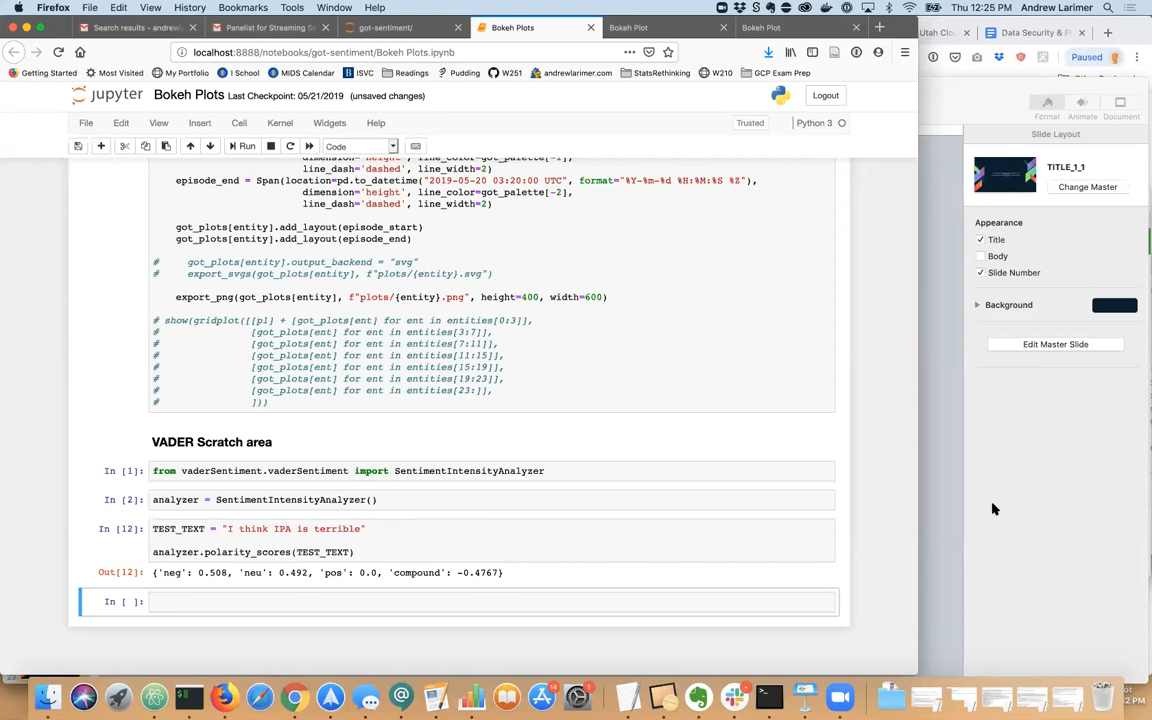 Firefox File Edit View History Bookmarks Tools Window Help Thu 12:25 PM Andrew Larimer
Search results - andrew
Panelist for Streaming S
got-sentiment/
Bokeh Plots
Bokeh Plot
Bokeh Plot
Utah Clou
Data Security & P
localhost:8888/notebooks/got-sentiment/Bokeh Plots.ipynb
Paused
Getting Started Most Visited My Portfolio I School MIDS Calendar ISVC Readings Pudding W251 andrewlarimer.com StatsRethinking W210 GCP Exam Prep
jupyter Bokeh Plots Last Checkpoint: 05/21/2019 (unsaved changes)
Logout
File Edit View Insert Cell Kernel Widgets Help
Trusted Python 3
Run Code
dimension='height', line_color=got_palette[-1],
line_dash='dashed', line_width=2)
episode_end = Span(location=pd.to_datetime("2019-05-20 03:20:00 UTC", format="%Y-%m-%d %H:%M:%S %Z"),
dimension='height', line_color=got_palette[-2],
line_dash='dashed', line_width=2)
got_plots[entity].add_layout(episode_start)
got_plots[entity].add_layout(episode_end)
# got_plots[entity].output_backend = "svg"
# export_svgs(got_plots[entity], f"plots/{entity}.svg")
export_png(got_plots[entity], f"plots/{entity}.png", height=400, width=600)
# show(gridplot([[p1] + [got_plots[ent] for ent in entities[0:3]],
# [got_plots[ent] for ent in entities[3:7]],
# [got_plots[ent] for ent in entities[7:11]],
# [got_plots[ent] for ent in entities[11:15]],
# [got_plots[ent] for ent in entities[15:19]],
# [got_plots[ent] for ent in entities[19:23]],
# [got_plots[ent] for ent in entities[23:]],
# ]))
VADER Scratch area
In [1]: from vaderSentiment.vaderSentiment import SentimentIntensityAnalyzer
In [2]: analyzer = SentimentIntensityAnalyzer()
In [12]: TEST_TEXT = "I think IPA is terrible"
analyzer.polarity_scores(TEST_TEXT)
Out[12]: {'neg': 0.508, 'neu': 0.492, 'pos': 0.0, 'compound': -0.4767}
In [ ]:
Format Animate Document
Slide Layout
TITLE_1_1
Change Master
Appearance
Title
Body
Slide Number
Background
Edit Master Slide